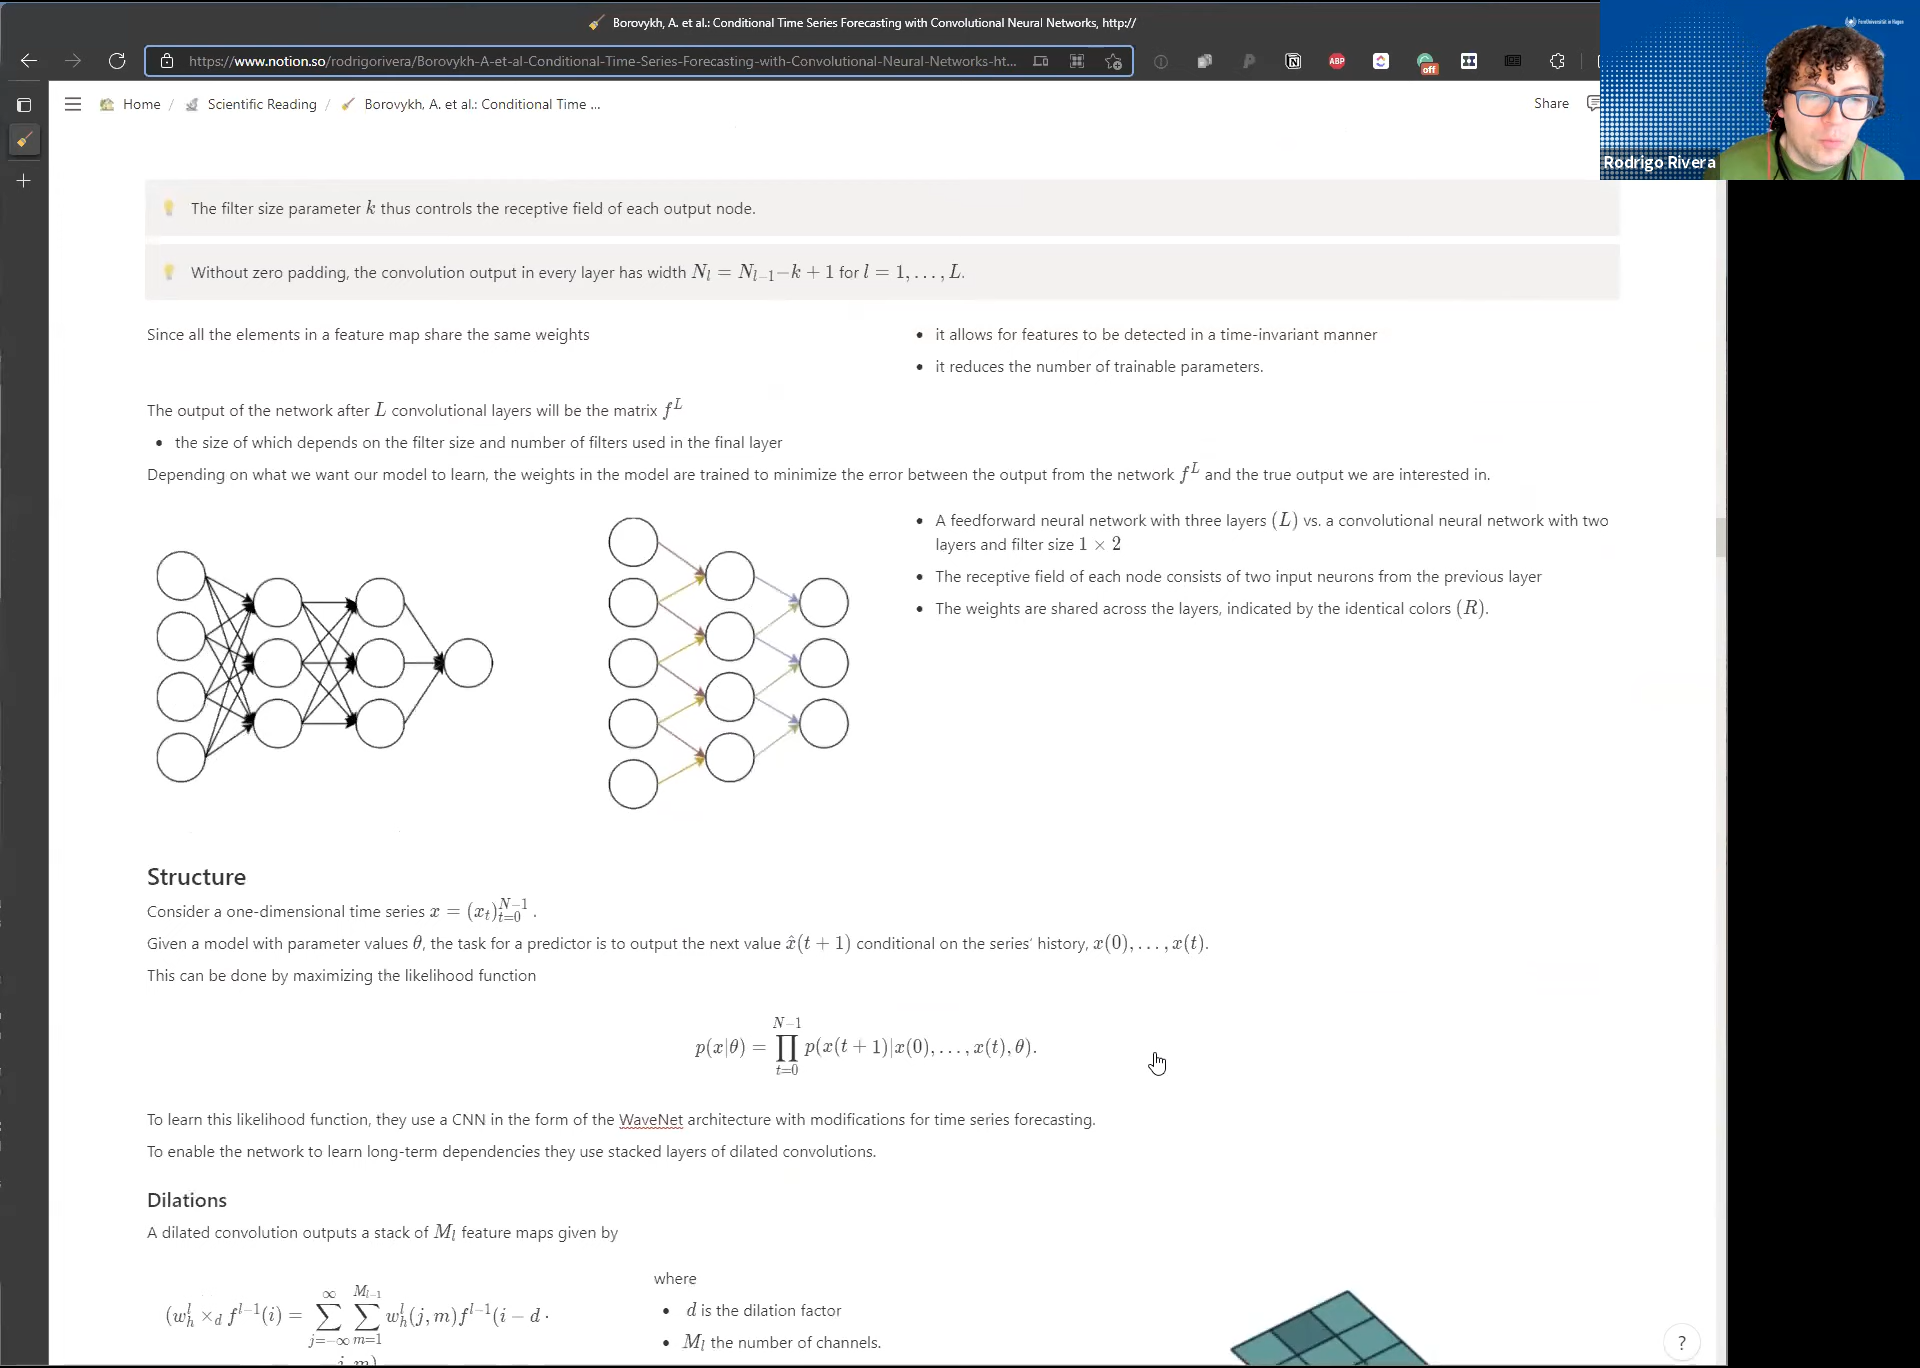 Borovykh, A. et al.: Conditional Time Series Forecasting with Convolutional Neural Networks, http://
https://www.notion.so/rodrigorivera/Borovykh-A-et-al-Conditional-Time-Series-Forecasting-with-Convolutional-Neural-Networks-ht...
ABP
off
Home / Scientific Reading / Borovykh, A. et al.: Conditional Time ...
Share
Rodrigo Rivera
The filter size parameter k thus controls the receptive field of each output node.
Without zero padding, the convolution output in every layer has width N_l = N_{l−1}−k + 1 for l = 1, . . . , L.
Since all the elements in a feature map share the same weights
• it allows for features to be detected in a time-invariant manner
• it reduces the number of trainable parameters.
The output of the network after L convolutional layers will be the matrix f^L
• the size of which depends on the filter size and number of filters used in the final layer
Depending on what we want our model to learn, the weights in the model are trained to minimize the error between the output from the network f^L and the true output we are interested in.
• A feedforward neural network with three layers (L) vs. a convolutional neural network with two
layers and filter size 1 × 2
• The receptive field of each node consists of two input neurons from the previous layer
• The weights are shared across the layers, indicated by the identical colors (R).
Structure
Consider a one-dimensional time series x = (x_t)_{t=0}^{N−1} .
Given a model with parameter values θ, the task for a predictor is to output the next value x̂(t + 1) conditional on the series' history, x(0), . . . , x(t).
This can be done by maximizing the likelihood function
p(x|θ) = ∏_{t=0}^{N−1} p(x(t + 1)|x(0), . . . , x(t), θ).
To learn this likelihood function, they use a CNN in the form of the WaveNet architecture with modifications for time series forecasting.
To enable the network to learn long-term dependencies they use stacked layers of dilated convolutions.
Dilations
A dilated convolution outputs a stack of M_l feature maps given by
(w_h^l ×_d f^{l−1}(i) = ∑_{j=−∞}^{∞} ∑_{m=1}^{M_{l−1}} w_h^l(j, m)f^{l−1}(i − d ·
j, m)
where
• d is the dilation factor
• M_l the number of channels.
?